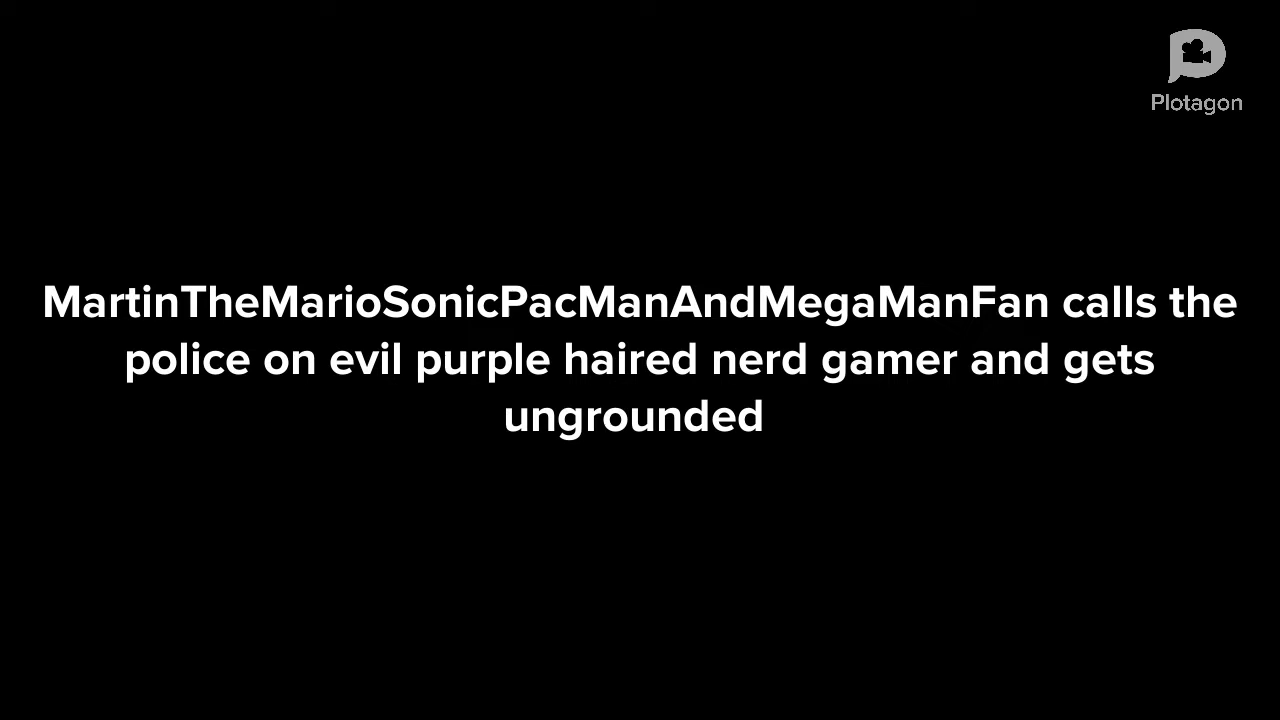 Plotagon
MartinTheMarioSonicPacManAndMegaManFan calls the
police on evil purple haired nerd gamer and gets
ungrounded